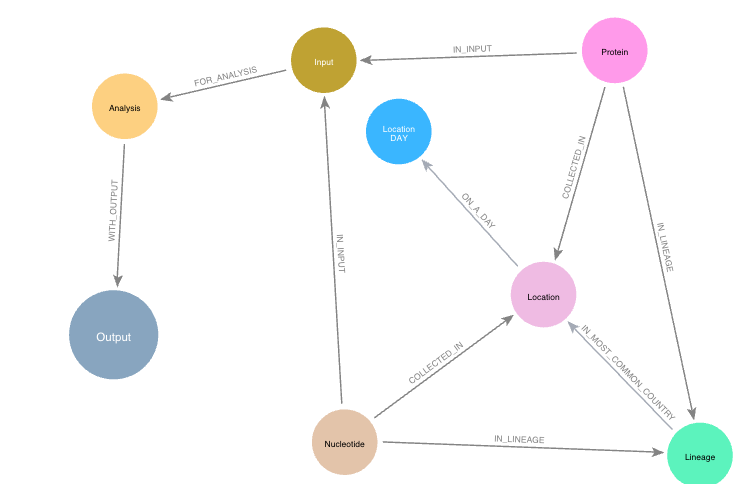 IN_INPUT
Protein
Input
FOR_ANALYSIS
Analysis
Location
DAY
COLLECTED_IN
WITH_OUTPUT
ON_A_DAY
IN_INPUT
IN_LINEAGE
Location
Output
COLLECTED_IN
IN_MOST_COMMON_COUNTRY
Nucleotide
IN_LINEAGE
Lineage